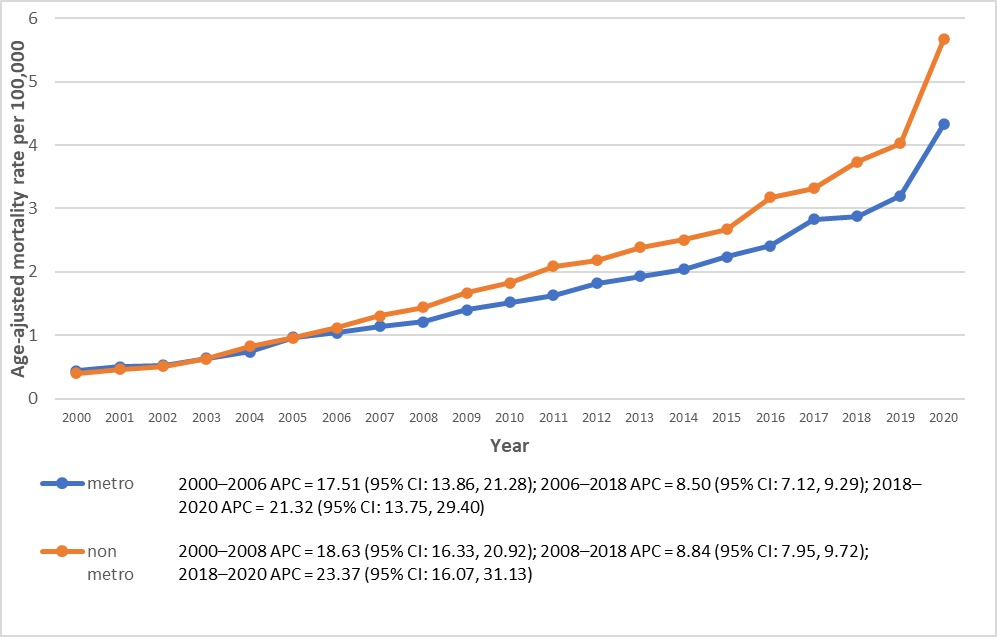 6
5
4
3
2
1
0
Age-ajusted mortality rate per 100,000
2000 2001 2002 2003 2004 2005 2006 2007 2008 2009 2010 2011 2012 2013 2014 2015 2016 2017 2018 2019 2020
Year
metro 2000–2006 APC = 17.51 (95% CI: 13.86, 21.28); 2006–2018 APC = 8.50 (95% CI: 7.12, 9.29); 2018–
2020 APC = 21.32 (95% CI: 13.75, 29.40)
non 2000–2008 APC = 18.63 (95% CI: 16.33, 20.92); 2008–2018 APC = 8.84 (95% CI: 7.95, 9.72);
metro 2018–2020 APC = 23.37 (95% CI: 16.07, 31.13)